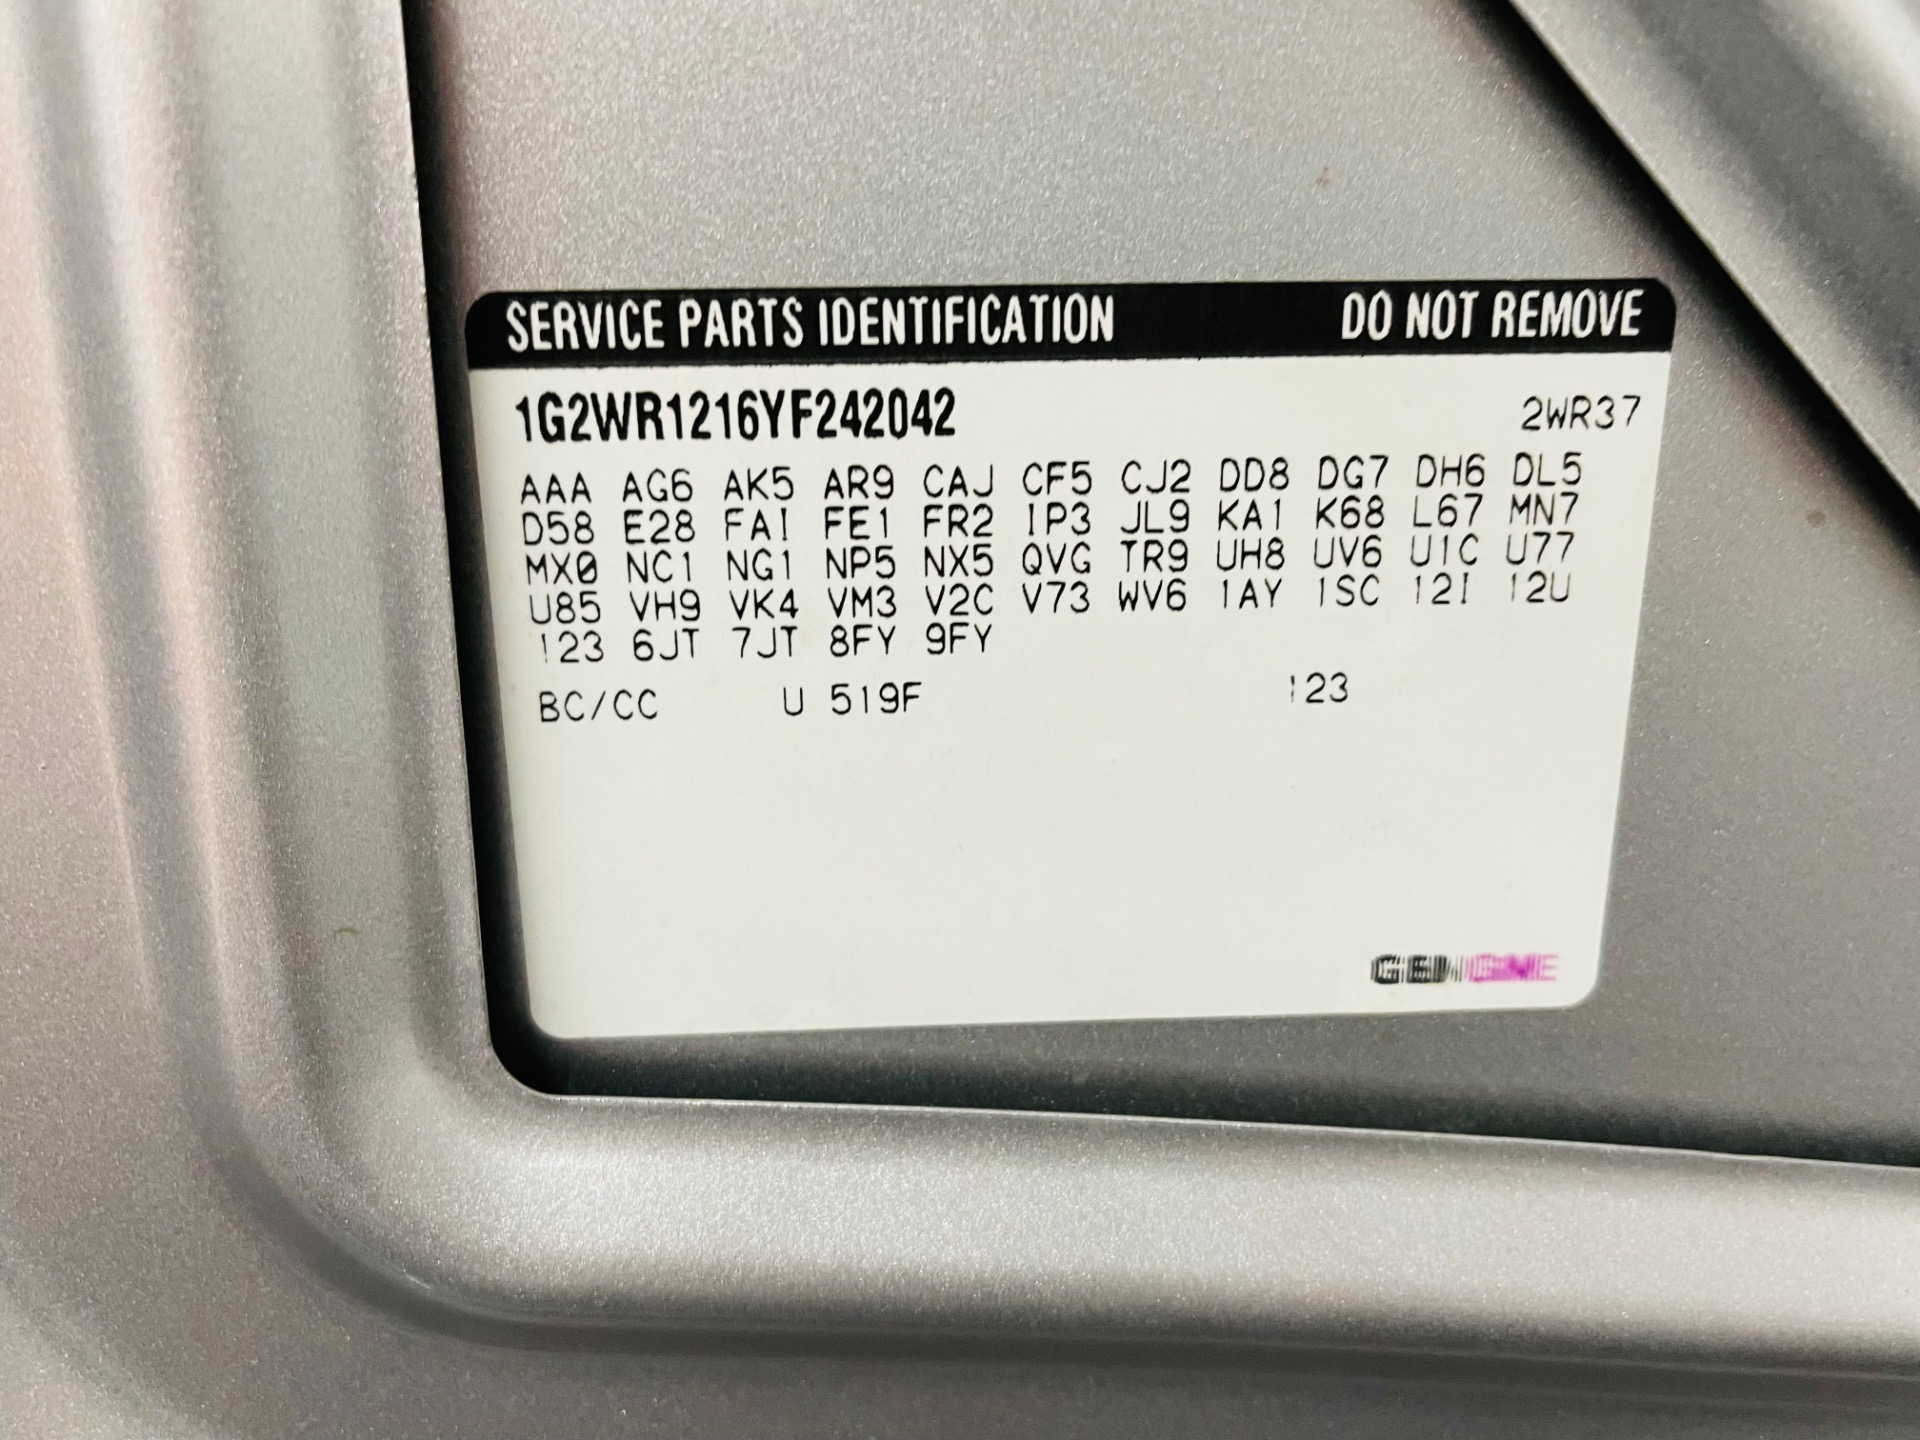 SERVICE PARTS IDENTIFICATION DO NOT REMOVE
1G2WR1216YF242042 2WR37
AAA AG6 AK5 AR9 CAJ CF5 CJ2 DD8 DG7 DH6 DL5
D58 E28 FAI FE1 FR2 IP3 JL9 KA1 K68 L67 MN7
MX0 NC1 NG1 NP5 NX5 QVG TR9 UH8 UV6 U1C U77
U85 VH9 VK4 VM3 V2C V73 WV6 1AY 1SC 12I 12U
123 6JT 7JT 8FY 9FY
BC/CC U 519F 123